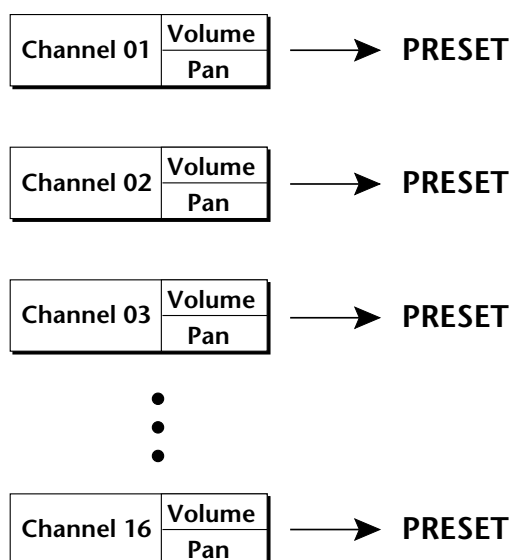 Channel 01 Volume Pan PRESET
Channel 02 Volume Pan PRESET
Channel 03 Volume Pan PRESET
Channel 16 Volume Pan PRESET